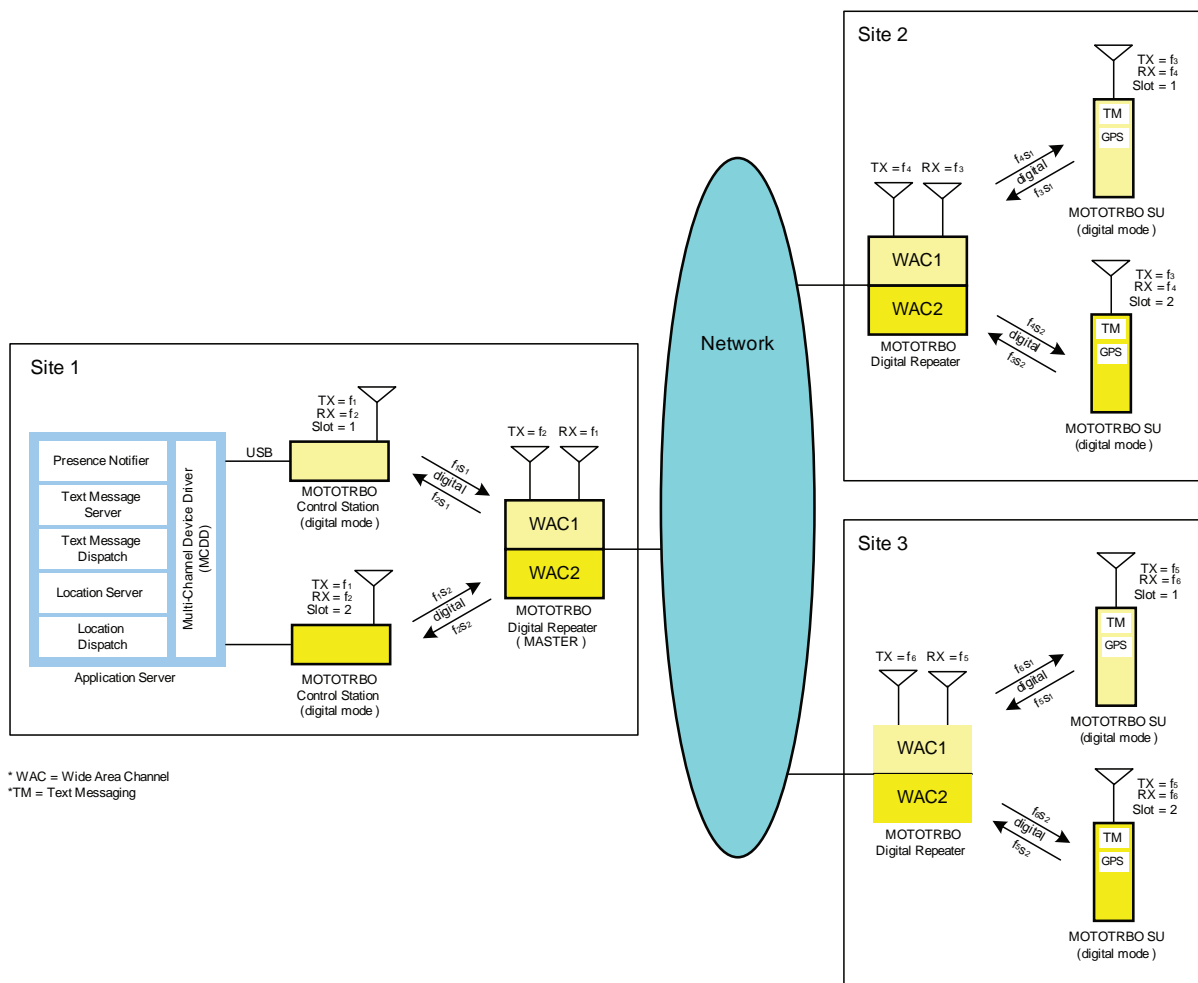 Site 1
Presence Notifier
Text Message
Server
Text Message
Dispatch
Location Server
Location
Dispatch
Multi-Channel Device Driver
(MCDD)
Application Server
USB
TX = f₁
RX = f₂
Slot = 1
MOTOTRBO
Control Station
(digital mode )
TX = f₁
RX = f₂
Slot = 2
MOTOTRBO
Control Station
(digital mode )
f₁s₁
digital
f₂s₁
f₁s₂
digital
f₂s₂
TX = f₂
RX = f₁
WAC1
WAC2
MOTOTRBO
Digital Repeater
( MASTER )
Network
Site 2
TX = f₄
RX = f₃
WAC1
WAC2
MOTOTRBO
Digital Repeater
f₄s₁
digital
f₃s₁
TX = f₃
RX = f₄
Slot = 1
TM
GPS
MOTOTRBO SU
(digital mode )
f₄s₂
digital
f₃s₂
TX = f₃
RX = f₄
Slot = 2
TM
GPS
MOTOTRBO SU
(digital mode )
Site 3
TX = f₆
RX = f₅
WAC1
WAC2
MOTOTRBO
Digital Repeater
f₆s₁
digital
f₅s₁
TX = f₅
RX = f₆
Slot = 1
TM
GPS
MOTOTRBO SU
(digital mode )
f₆s₂
digital
f₅s₂
TX = f₅
RX = f₆
Slot = 2
TM
GPS
MOTOTRBO SU
(digital mode )
* WAC = Wide Area Channel
*TM = Text Messaging